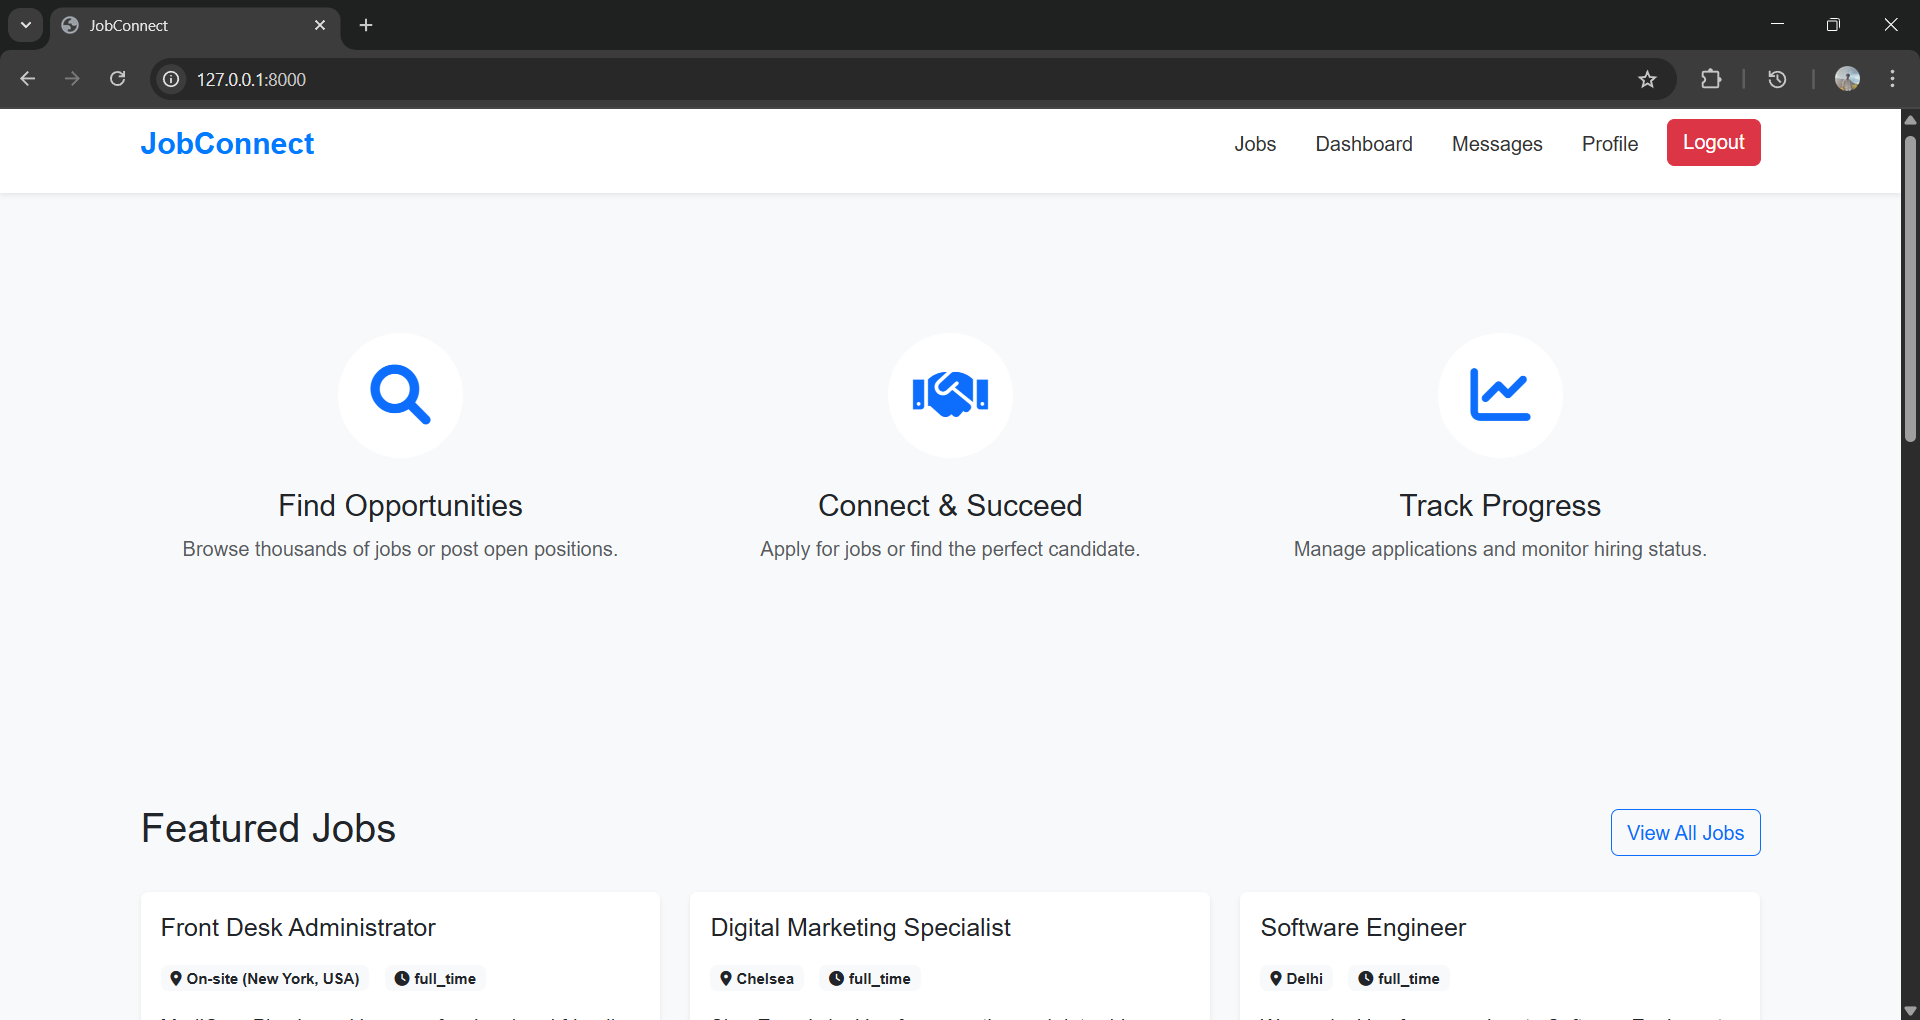 JobConnect
127.0.0.1:8000
JobConnect
Jobs Dashboard Messages Profile Logout
Find Opportunities
Browse thousands of jobs or post open positions.
Connect & Succeed
Apply for jobs or find the perfect candidate.
Track Progress
Manage applications and monitor hiring status.
Featured Jobs
View All Jobs
Front Desk Administrator
On-site (New York, USA) full_time
Digital Marketing Specialist
Chelsea full_time
Software Engineer
Delhi full_time